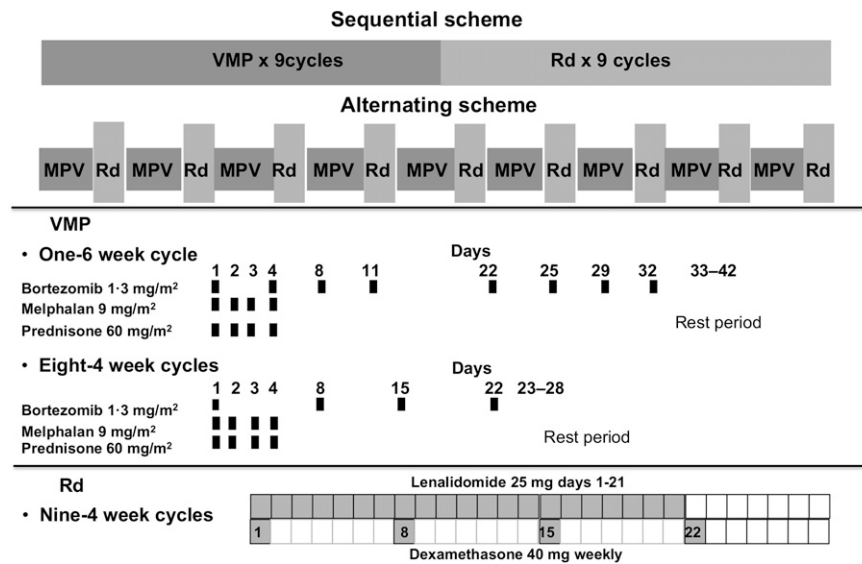 Sequential scheme
VMP x 9cycles Rd x 9 cycles
Alternating scheme
MPV Rd MPV Rd MPV Rd MPV Rd MPV Rd MPV Rd MPV Rd MPV Rd MPV Rd
VMP
• One-6 week cycle Days
1 2 3 4 8 11 22 25 29 32 33–42
Bortezomib 1·3 mg/m²
Melphalan 9 mg/m²
Prednisone 60 mg/m²
Rest period
• Eight-4 week cycles Days
1 2 3 4 8 15 22 23–28
Bortezomib 1·3 mg/m²
Melphalan 9 mg/m²
Prednisone 60 mg/m²
Rest period
Rd
Lenalidomide 25 mg days 1-21
• Nine-4 week cycles
1 8 15 22
Dexamethasone 40 mg weekly